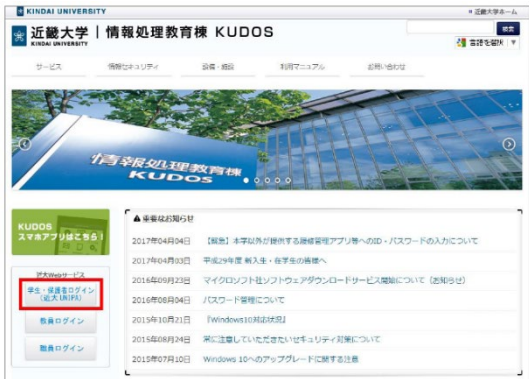 KINDAI UNIVERSITY
近畿大学ホーム
近畿大学 | 情報処理教育棟 KUDOS
KINDAI UNIVERSITY
検索
言語を選択 ▼
サービス 情報セキュリティ 設備・施設 利用マニュアル お問い合わせ
情報処理教育棟
KUDOS
KUDOS
スマホアプリはこちら!
近大Webサービス
学生・保護者ログイン
(近大UNIPA)
教員ログイン
職員ログイン
重要なお知らせ
2017年04月04日 【緊急】本学以外が提供する履修管理アプリ等へのID・パスワードの入力について
2017年04月03日 平成29年度 新入生・在学生の皆様へ
2016年09月23日 マイクロソフト社ソフトウェアダウンロードサービス開始について(お知らせ)
2016年08月04日 パスワード管理について
2015年10月21日 『Windows10対応状況』
2015年08月24日 常に注意していただきたいセキュリティ対策について
2015年07月10日 Windows 10へのアップグレードに関する注意